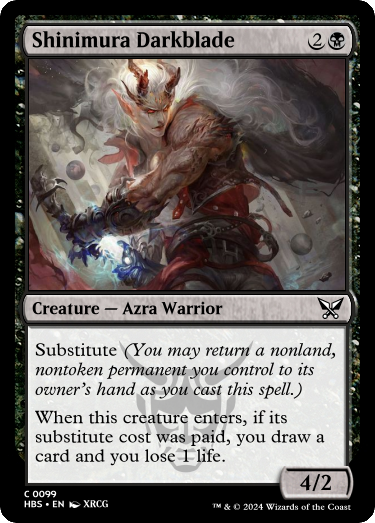 Shinimura Darkblade 2
Creature — Azra Warrior
Substitute (You may return a nonland,
nontoken permanent you control to its
owner's hand as you cast this spell.)
When this creature enters, if its
substitute cost was paid, you draw a
card and you lose 1 life.
4/2
C 0099
HBS • EN XRCG
™ & © 2024 Wizards of the Coast